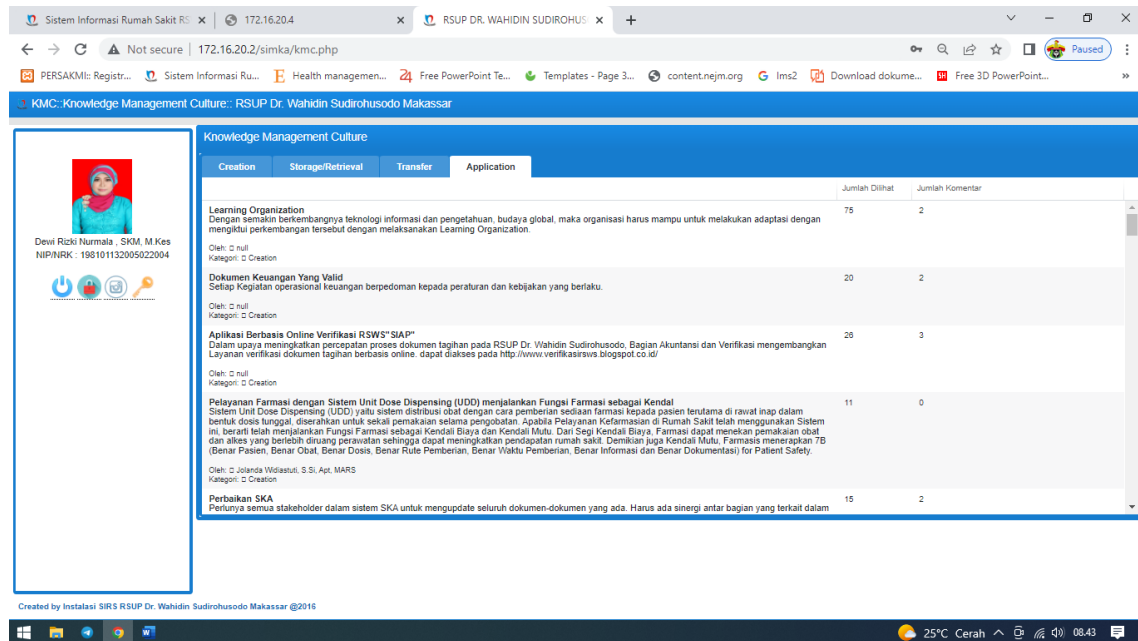 Sistem Informasi Rumah Sakit RS
172.16.20.4
RSUP DR. WAHIDIN SUDIROHUS
Not secure
172.16.20.2/simka/kmc.php
Paused
PERSAKMI:: Registr...
Sistem Informasi Ru...
Health managemen...
Free PowerPoint Te...
Templates - Page 3...
content.nejm.org
Ims2
Download dokume...
Free 3D PowerPoint...
KMC::Knowledge Management Culture:: RSUP Dr. Wahidin Sudirohusodo Makassar
Dewi Rizki Nurmala , SKM, M.Kes
NIP/NRK : 198101132005022004
Knowledge Management Culture
Creation Storage/Retrieval Transfer Application
Jumlah Dilihat Jumlah Komentar
Learning Organization 75 2
Dengan semakin berkembangnya teknologi informasi dan pengetahuan, budaya global, maka organisasi harus mampu untuk melakukan adaptasi dengan
mengiktui perkembangan tersebut dengan melaksanakan Learning Organization.
Oleh: null
Kategori: Creation
Dokumen Keuangan Yang Valid 20 2
Setiap Kegiatan operasional keuangan berpedoman kepada peraturan dan kebijakan yang berlaku.
Oleh: null
Kategori: Creation
Aplikasi Berbasis Online Verifikasi RSWS"SIAP" 26 3
Dalam upaya meningkatkan percepatan proses dokumen tagihan pada RSUP Dr. Wahidin Sudirohusodo, Bagian Akuntansi dan Verifikasi mengembangkan
Layanan verifikasi dokumen tagihan berbasis online. dapat diakses pada http://www.verifikasirsws.blogspot.co.id/
Oleh: null
Kategori: Creation
Pelayanan Farmasi dengan Sistem Unit Dose Dispensing (UDD) menjalankan Fungsi Farmasi sebagai Kendal 11 0
Sistem Unit Dose Dispensing (UDD) yaitu sistem distribusi obat dengan cara pemberian sediaan farmasi kepada pasien terutama di rawat inap dalam
bentuk dosis tunggal, diserahkan untuk sekali pemakaian selama pengobatan. Apabila Pelayanan Kefarmasian di Rumah Sakit telah menggunakan Sistem
ini, berarti telah menjalankan Fungsi Farmasi sebagai Kendali Biaya dan Kendali Mutu. Dari Segi Kendali Biaya, Farmasi dapat menekan pemakaian obat
dan alkes yang berlebih diruang perawatan sehingga dapat meningkatkan pendapatan rumah sakit. Demikian juga Kendali Mutu, Farmasis menerapkan 7B
(Benar Pasien, Benar Obat, Benar Dosis, Benar Rute Pemberian, Benar Waktu Pemberian, Benar Informasi dan Benar Dokumentasi) for Patient Safety.
Oleh: Jolanda Widiastuti, S.Si, Apt, MARS
Kategori: Creation
Perbaikan SKA 15 2
Perlunya semua stakeholder dalam sistem SKA untuk mengupdate seluruh dokumen-dokumen yang ada. Harus ada sinergi antar bagian yang terkait dalam
Created by Instalasi SIRS RSUP Dr. Wahidin Sudirohusodo Makassar @2016
25°C Cerah 08.43